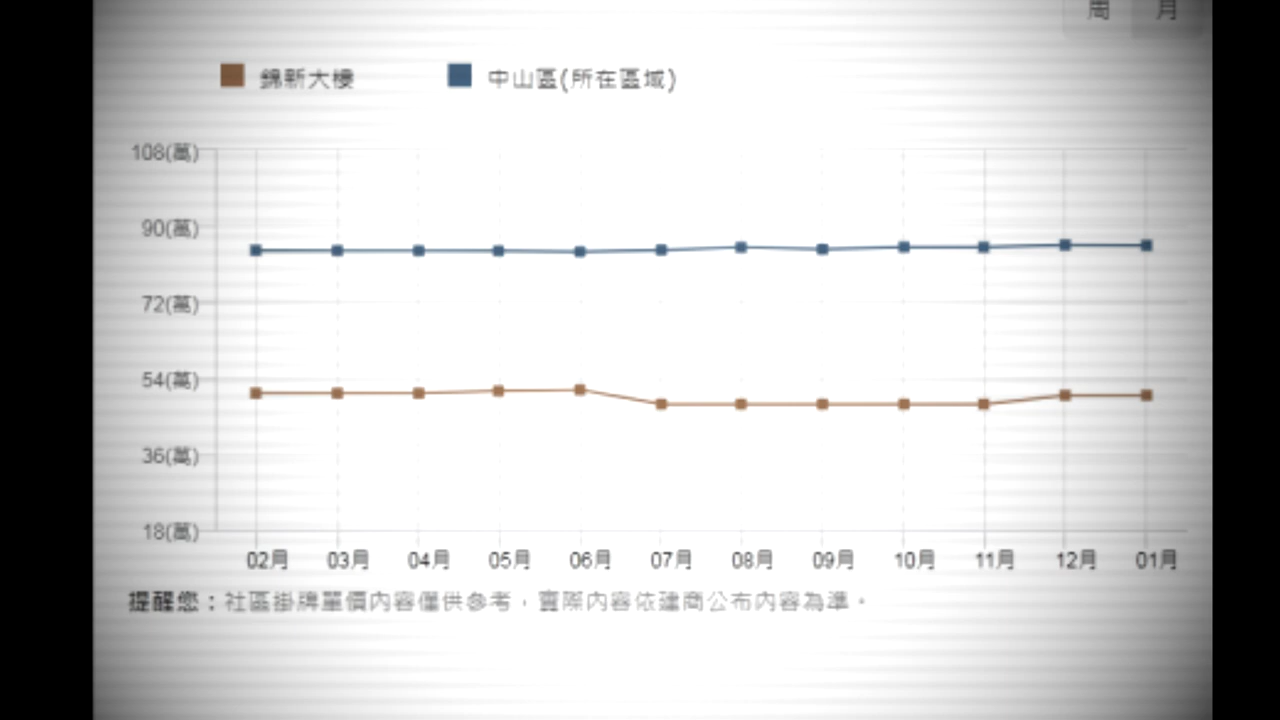 周 月
錦新大樓 中山區(所在區域)
108(萬)
90(萬)
72(萬)
54(萬)
36(萬)
18(萬)
02月 03月 04月 05月 06月 07月 08月 09月 10月 11月 12月 01月
提醒您：社區掛牌單價內容僅供參考，實際內容依建商公布內容為準。